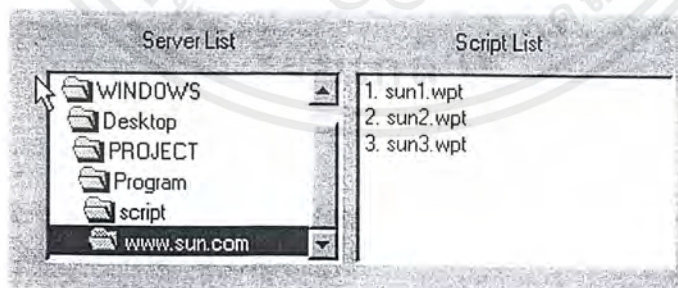 Server List
WINDOWS
Desktop
PROJECT
Program
script
www.sun.com
Script List
1. sun1.wpt
2. sun2.wpt
3. sun3.wpt